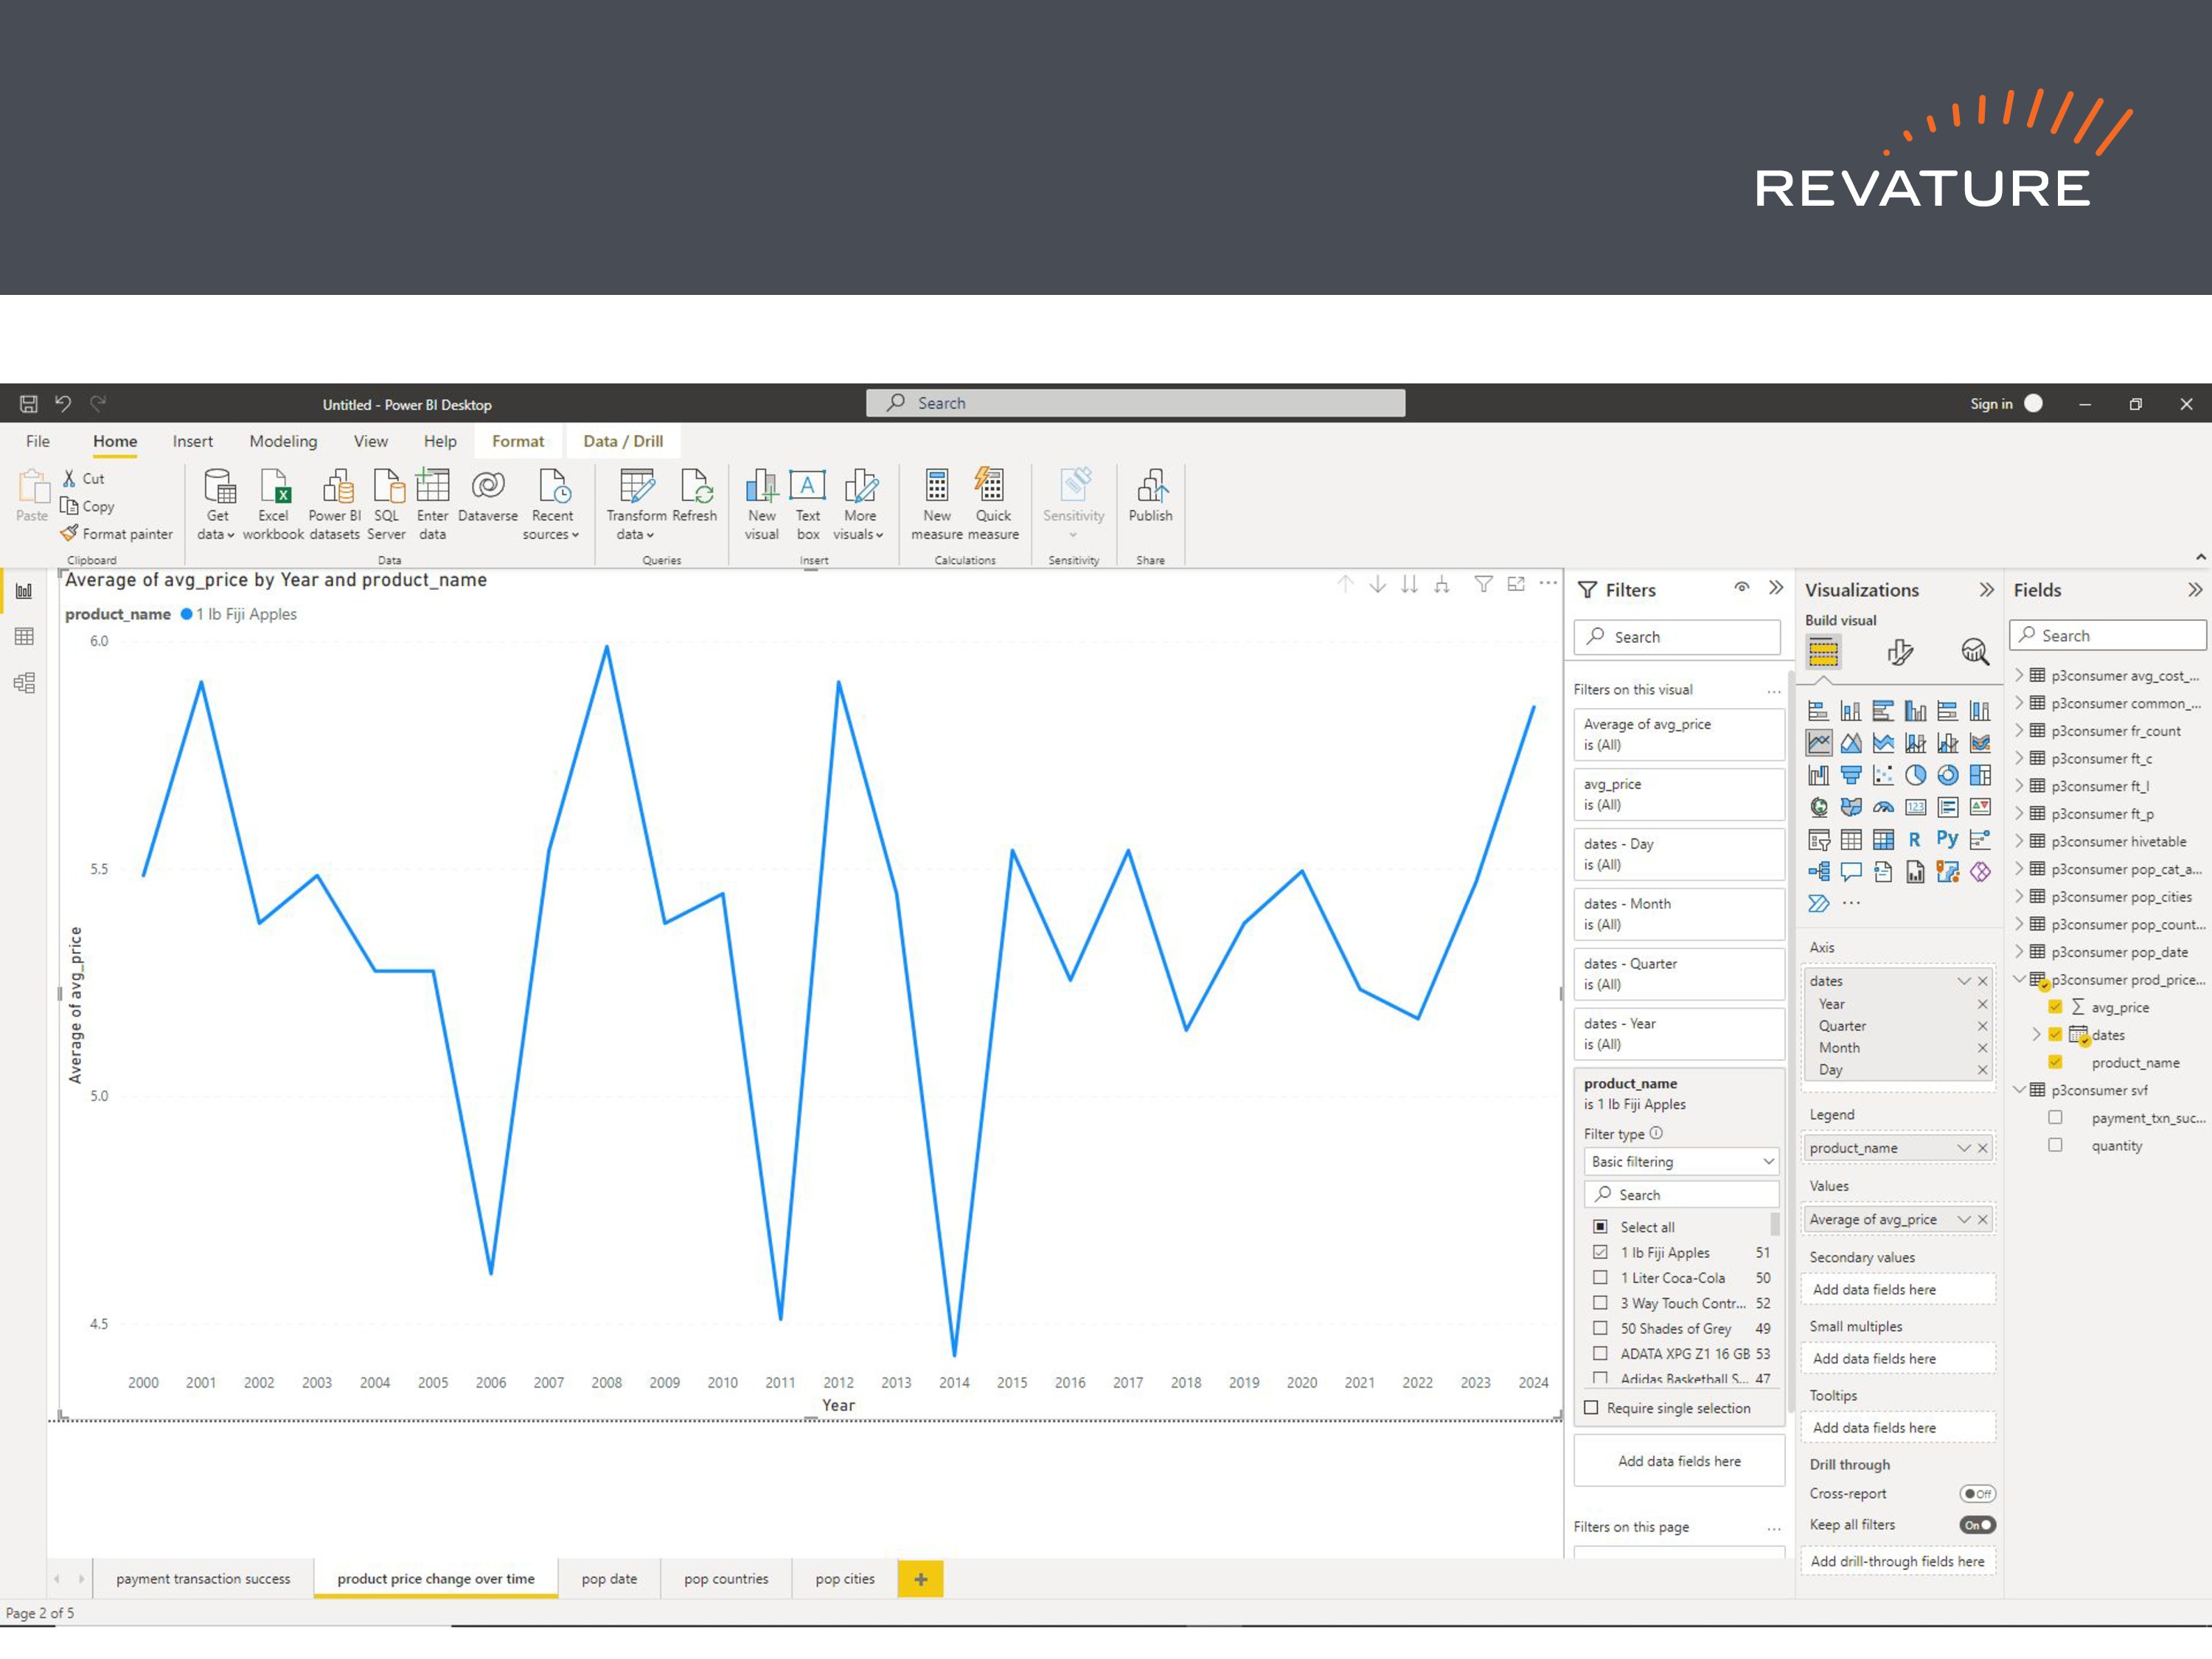 REVATURE
Untitled - Power BI Desktop
Search
Sign in
File Home Insert Modeling View Help Format Data / Drill
Paste
Cut
Copy
Format painter
Get data
Excel workbook
Power BI datasets
SQL Server
Enter data
Dataverse
Recent sources
Transform data
Refresh
New visual
Text box
More visuals
New measure
Quick measure
Sensitivity
Publish
Clipboard
Data
Queries
Insert
Calculations
Sensitivity
Share
Average of avg_price by Year and product_name
product_name 1 lb Fiji Apples
6.0
5.5
5.0
4.5
Average of avg_price
2000 2001 2002 2003 2004 2005 2006 2007 2008 2009 2010 2011 2012 2013 2014 2015 2016 2017 2018 2019 2020 2021 2022 2023 2024
Year
Filters
Search
Filters on this visual
Average of avg_price
is (All)
avg_price
is (All)
dates - Day
is (All)
dates - Month
is (All)
dates - Quarter
is (All)
dates - Year
is (All)
product_name
is 1 lb Fiji Apples
Filter type
Basic filtering
Search
Select all
1 lb Fiji Apples 51
1 Liter Coca-Cola 50
3 Way Touch Contr... 52
50 Shades of Grey 49
ADATA XPG Z1 16 GB 53
Adidas Basketball S... 47
Require single selection
Add data fields here
Filters on this page
Visualizations
Build visual
123
R
Py
Axis
dates
Year
Quarter
Month
Day
Legend
product_name
Values
Average of avg_price
Secondary values
Add data fields here
Small multiples
Add data fields here
Tooltips
Add data fields here
Drill through
Cross-report Off
Keep all filters On
Add drill-through fields here
Fields
Search
p3consumer avg_cost_...
p3consumer common_...
p3consumer fr_count
p3consumer ft_c
p3consumer ft_l
p3consumer ft_p
p3consumer hivetable
p3consumer pop_cat_a...
p3consumer pop_cities
p3consumer pop_count...
p3consumer pop_date
p3consumer prod_price...
avg_price
dates
product_name
p3consumer svf
payment_txn_suc...
quantity
payment transaction success
product price change over time
pop date
pop countries
pop cities
Page 2 of 5